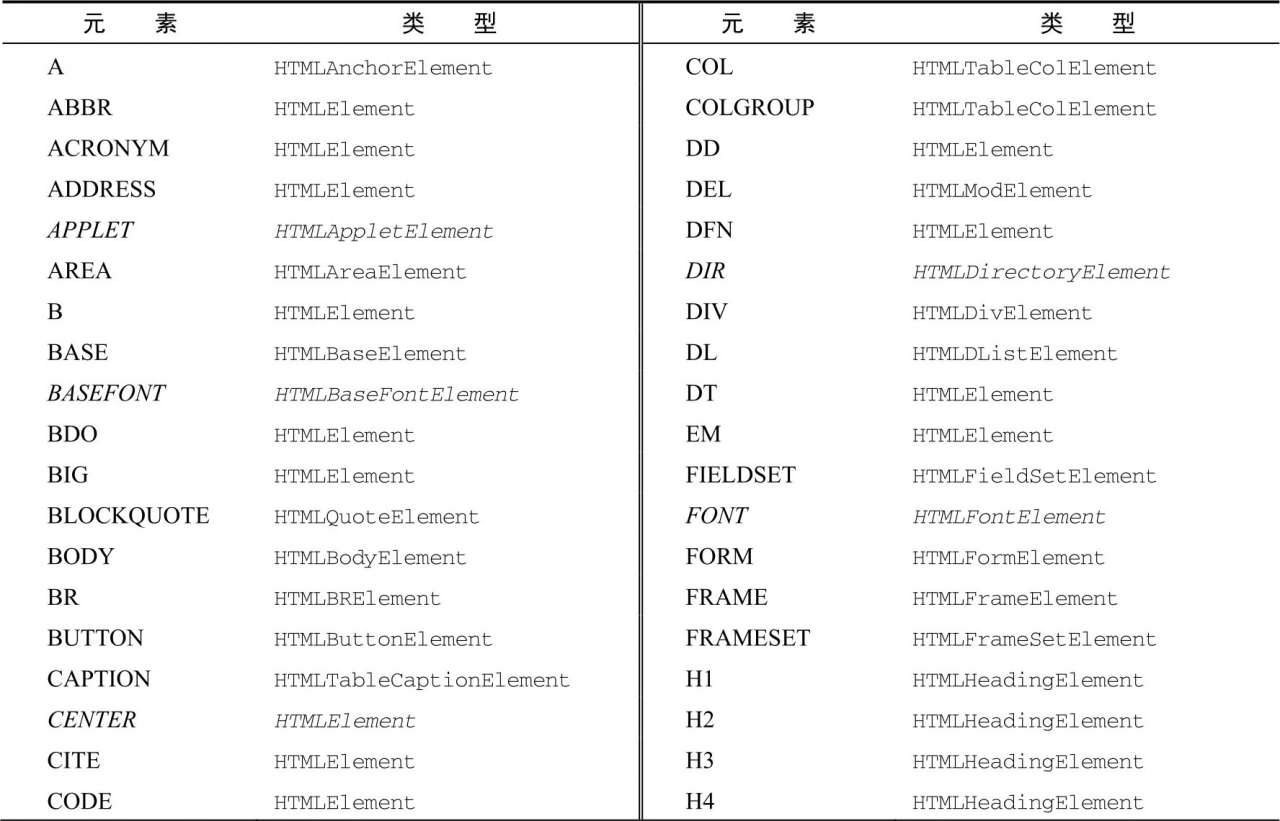 元 素 类 型 元 素 类 型
A HTMLAnchorElement COL HTMLTableColElement
ABBR HTMLElement COLGROUP HTMLTableColElement
ACRONYM HTMLElement DD HTMLElement
ADDRESS HTMLElement DEL HTMLModElement
APPLET HTMLAppletElement DFN HTMLElement
AREA HTMLAreaElement DIR HTMLDirectoryElement
B HTMLElement DIV HTMLDivElement
BASE HTMLBaseElement DL HTMLDListElement
BASEFONT HTMLBaseFontElement DT HTMLElement
BDO HTMLElement EM HTMLElement
BIG HTMLElement FIELDSET HTMLFieldSetElement
BLOCKQUOTE HTMLQuoteElement FONT HTMLFontElement
BODY HTMLBodyElement FORM HTMLFormElement
BR HTMLBRElement FRAME HTMLFrameElement
BUTTON HTMLButtonElement FRAMESET HTMLFrameSetElement
CAPTION HTMLTableCaptionElement H1 HTMLHeadingElement
CENTER HTMLElement H2 HTMLHeadingElement
CITE HTMLElement H3 HTMLHeadingElement
CODE HTMLElement H4 HTMLHeadingElement